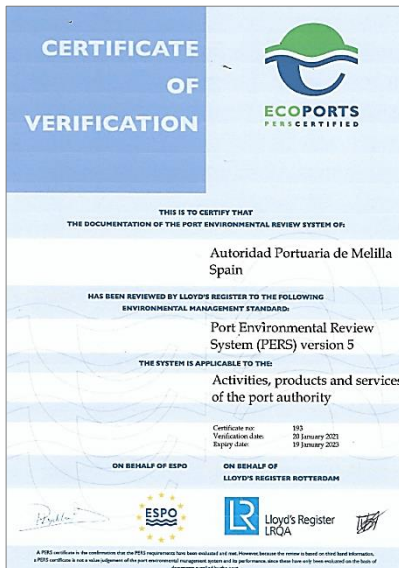 CERTIFICATE
OF
VERIFICATION
ECOPORTS
PERS CERTIFIED
THIS IS TO CERTIFY THAT
THE DOCUMENTATION OF THE PORT ENVIRONMENTAL REVIEW SYSTEM OF:
Autoridad Portuaria de Melilla
Spain
HAS BEEN REVIEWED BY LLOYD'S REGISTER TO THE FOLLOWING
ENVIRONMENTAL MANAGEMENT STANDARD:
Port Environmental Review
System (PERS) version 5
THE SYSTEM IS APPLICABLE TO THE:
Activities, products and services
of the port authority
Certificate no: 193
Verification date: 20 January 2021
Expiry date: 19 January 2023
ON BEHALF OF ESPO
ON BEHALF OF
LLOYD'S REGISTER ROTTERDAM
ESPO
LR
Lloyd's Register
LRQA
A PERS certificate is the confirmation that the PERS requirements have been evaluated and met. However, because the review is based on third hand information,
a PERS certificate is not a value judgement of the port environmental management system and its performance, since these have only been evaluated on the basis of